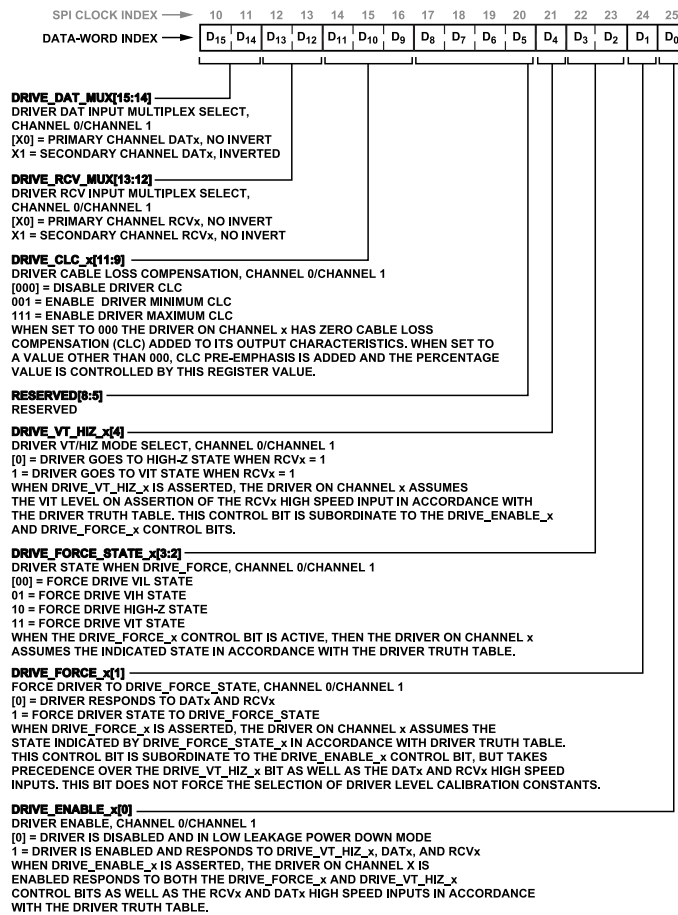 SPI CLOCK INDEX 10 11 12 13 14 15 16 17 18 19 20 21 22 23 24 25
DATA-WORD INDEX D15 D14 D13 D12 D11 D10 D9 D8 D7 D6 D5 D4 D3 D2 D1 D0
DRIVE_DAT_MUX[15:14]
DRIVER DAT INPUT MULTIPLEX SELECT,
CHANNEL 0/CHANNEL 1
[X0] = PRIMARY CHANNEL DATx, NO INVERT
X1 = SECONDARY CHANNEL DATx, INVERTED
DRIVE_RCV_MUX[13:12]
DRIVER RCV INPUT MULTIPLEX SELECT,
CHANNEL 0/CHANNEL 1
[X0] = PRIMARY CHANNEL RCVx, NO INVERT
X1 = SECONDARY CHANNEL RCVx, NO INVERT
DRIVE_CLC_x[11:9]
DRIVER CABLE LOSS COMPENSATION, CHANNEL 0/CHANNEL 1
[000] = DISABLE DRIVER CLC
001 = ENABLE DRIVER MINIMUM CLC
111 = ENABLE DRIVER MAXIMUM CLC
WHEN SET TO 000 THE DRIVER ON CHANNEL x HAS ZERO CABLE LOSS
COMPENSATION (CLC) ADDED TO ITS OUTPUT CHARACTERISTICS. WHEN SET TO
A VALUE OTHER THAN 000, CLC PRE-EMPHASIS IS ADDED AND THE PERCENTAGE
VALUE IS CONTROLLED BY THIS REGISTER VALUE.
RESERVED[8:5]
RESERVED
DRIVE_VT_HIZ_x[4]
DRIVER VT/HIZ MODE SELECT, CHANNEL 0/CHANNEL 1
[0] = DRIVER GOES TO HIGH-Z STATE WHEN RCVx = 1
1 = DRIVER GOES TO VIT STATE WHEN RCVx = 1
WHEN DRIVE_VT_HIZ_x IS ASSERTED, THE DRIVER ON CHANNEL x ASSUMES
THE VIT LEVEL ON ASSERTION OF THE RCVx HIGH SPEED INPUT IN ACCORDANCE WITH
THE DRIVER TRUTH TABLE. THIS CONTROL BIT IS SUBORDINATE TO THE DRIVE_ENABLE_x
AND DRIVE_FORCE_x CONTROL BITS.
DRIVE_FORCE_STATE_x[3:2]
DRIVER STATE WHEN DRIVE_FORCE, CHANNEL 0/CHANNEL 1
[00] = FORCE DRIVE VIL STATE
01 = FORCE DRIVE VIH STATE
10 = FORCE DRIVE HIGH-Z STATE
11 = FORCE DRIVE VIT STATE
WHEN THE DRIVE_FORCE_x CONTROL BIT IS ACTIVE, THEN THE DRIVER ON CHANNEL x
ASSUMES THE INDICATED STATE IN ACCORDANCE WITH THE DRIVER TRUTH TABLE.
DRIVE_FORCE_x[1]
FORCE DRIVER TO DRIVE_FORCE_STATE, CHANNEL 0/CHANNEL 1
[0] = DRIVER RESPONDS TO DATx AND RCVx
1 = FORCE DRIVER STATE TO DRIVE_FORCE_STATE
WHEN DRIVE_FORCE_x IS ASSERTED, THE DRIVER ON CHANNEL x ASSUMES THE
STATE INDICATED BY DRIVE_FORCE_STATE_x IN ACCORDANCE WITH DRIVER TRUTH TABLE.
THIS CONTROL BIT IS SUBORDINATE TO THE DRIVE_ENABLE_x CONTROL BIT, BUT TAKES
PRECEDENCE OVER THE DRIVE_VT_HIZ_x BIT AS WELL AS THE DATx AND RCVx HIGH SPEED
INPUTS. THIS BIT DOES NOT FORCE THE SELECTION OF DRIVER LEVEL CALIBRATION CONSTANTS.
DRIVE_ENABLE_x[0]
DRIVER ENABLE, CHANNEL 0/CHANNEL 1
[0] = DRIVER IS DISABLED AND IN LOW LEAKAGE POWER DOWN MODE
1 = DRIVER IS ENABLED AND RESPONDS TO DRIVE_VT_HIZ_x, DATx, AND RCVx
WHEN DRIVE_ENABLE_x IS ASSERTED, THE DRIVER ON CHANNEL X IS
ENABLED RESPONDS TO BOTH THE DRIVE_FORCE_x AND DRIVE_VT_HIZ_x
CONTROL BITS AS WELL AS THE RCVx AND DATx HIGH SPEED INPUTS IN ACCORDANCE
WITH THE DRIVER TRUTH TABLE.